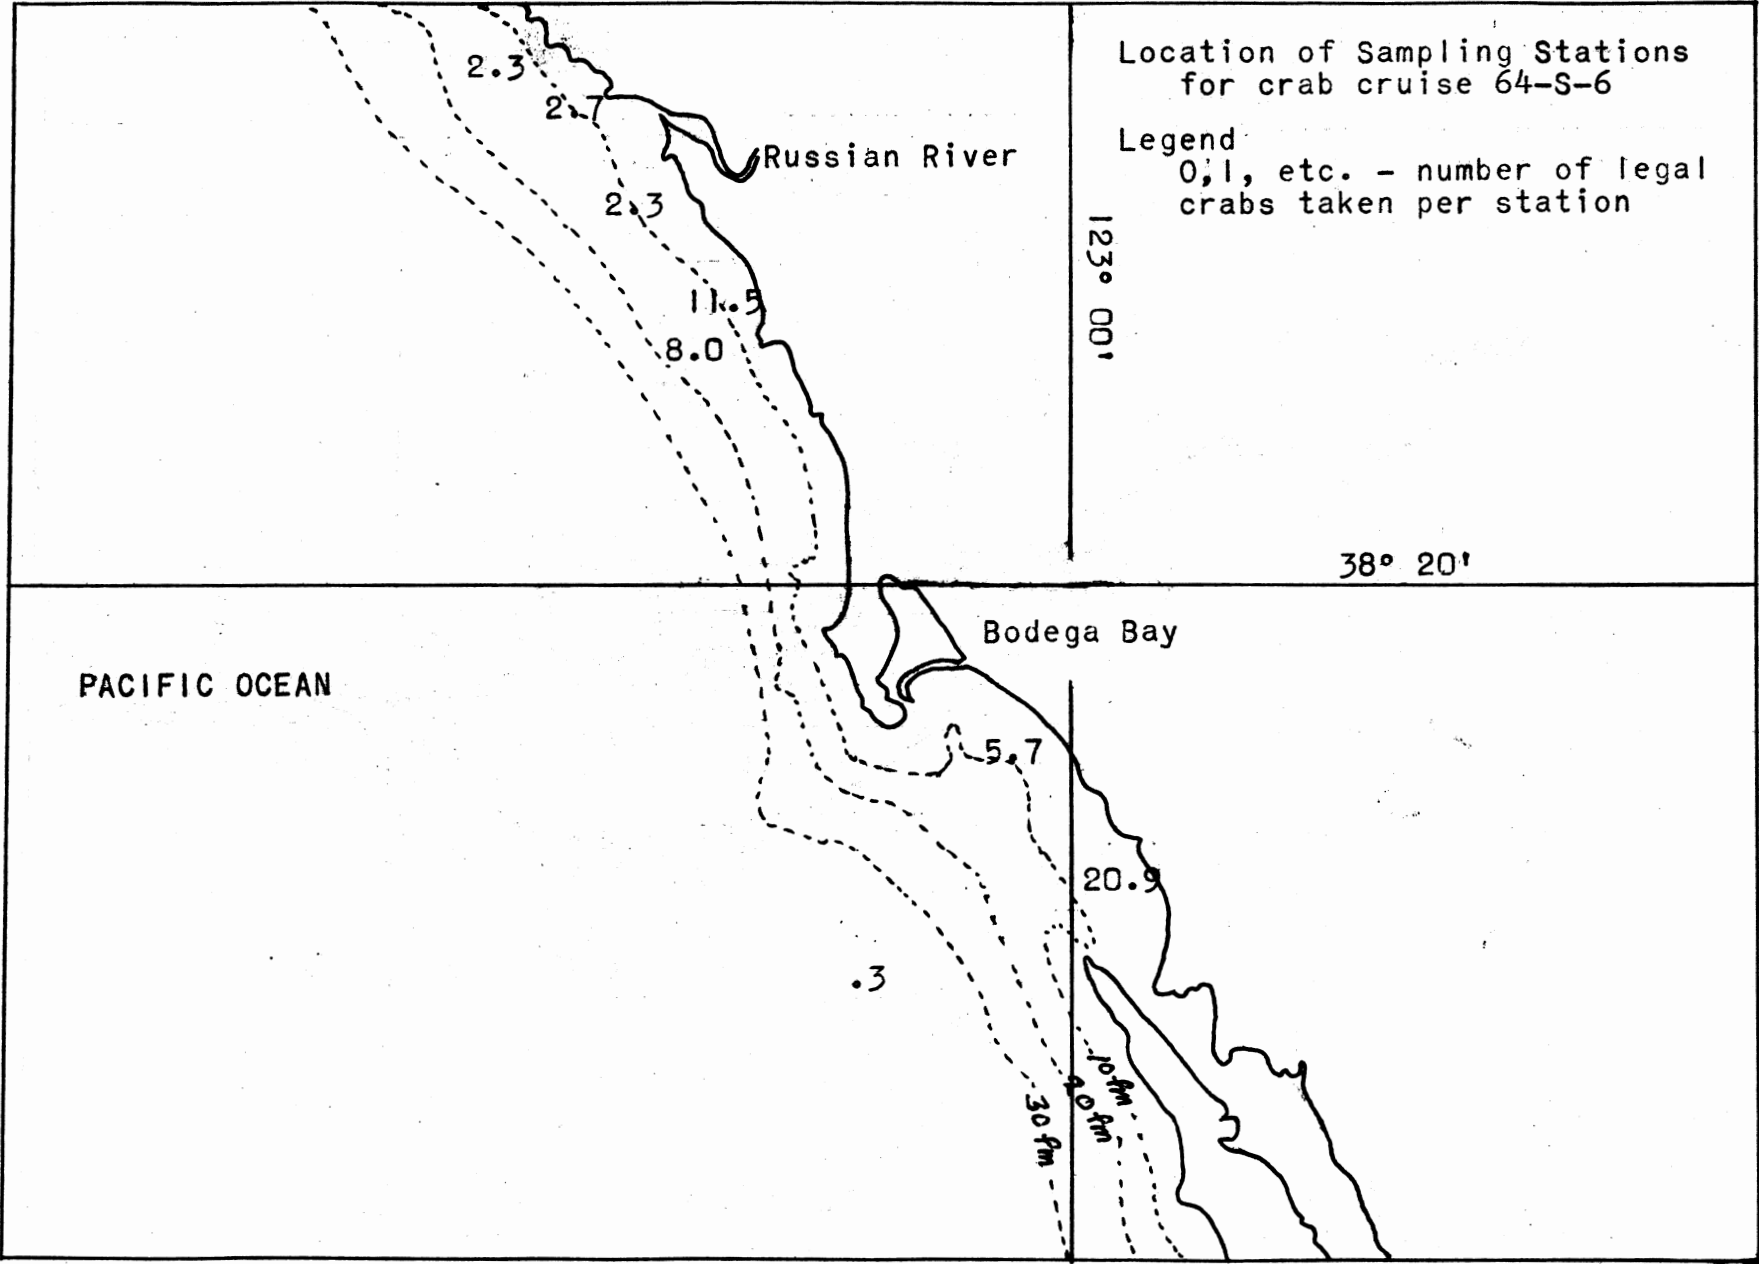 Location of Sampling Stations
for crab cruise 64-S-6
Legend
0,1, etc. - number of legal
crabs taken per station
2.3
2.7
Russian River
2.3
123° 00'
11.5
8.0
38° 20'
Bodega Bay
PACIFIC OCEAN
5.7
20.9
.3
10 fm
20 fm
30 fm